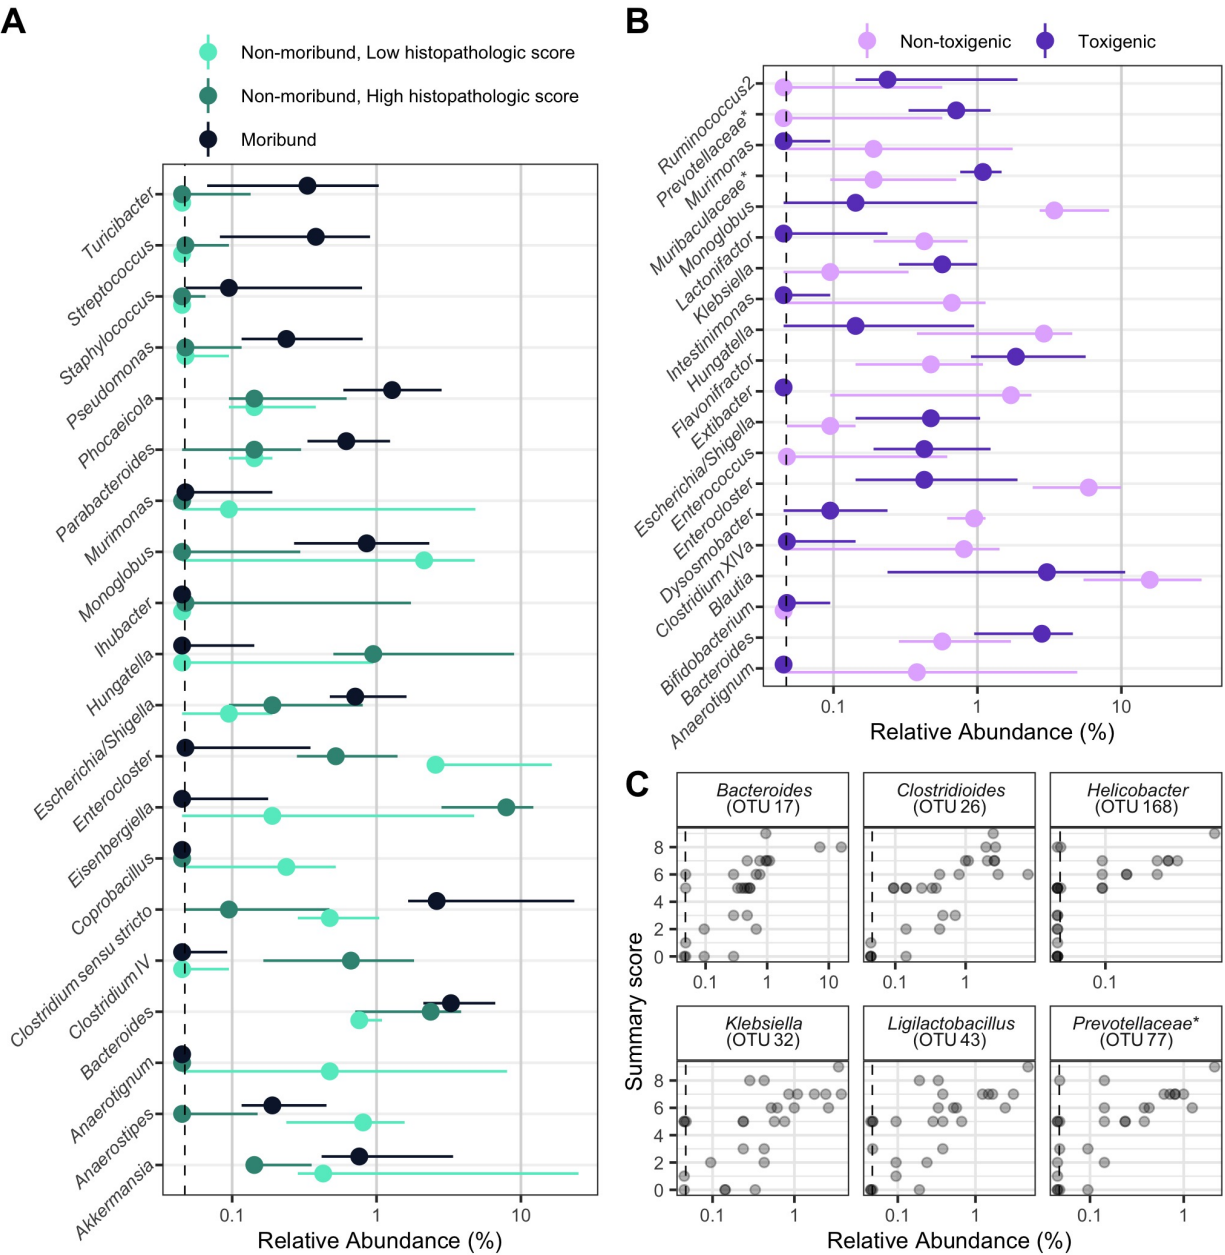 A
Non-moribund, Low histopathologic score
Non-moribund, High histopathologic score
Moribund
Turicibacter
Streptococcus
Staphylococcus
Pseudomonas
Phocaeicola
Parabacteroides
Murimonas
Monoglobus
Ihubacter
Hungatella
Escherichia/Shigella
Enterocloster
Eisenbergiella
Coprobacillus
Clostridium sensu stricto
Clostridium IV
Bacteroides
Anaerotignum
Anaerostipes
Akkermansia
0.1 1 10
Relative Abundance (%)
B
Non-toxigenic Toxigenic
Ruminococcus2
Prevotellaceae*
Murimonas
Muribaculaceae*
Monoglobus
Lactonifactor
Klebsiella
Intestinimonas
Hungatella
Flavonifractor
Extibacter
Escherichia/Shigella
Enterococcus
Enterocloster
Dysosmobacter
Clostridium XIVa
Blautia
Bifidobacterium
Bacteroides
Anaerotignum
0.1 1 10
Relative Abundance (%)
C
Summary score
Bacteroides
(OTU 17)
Clostridioides
(OTU 26)
Helicobacter
(OTU 168)
8
6
4
2
0
0.1 1 10
0.1 1
0.1
Klebsiella
(OTU 32)
Ligilactobacillus
(OTU 43)
Prevotellaceae*
(OTU 77)
8
6
4
2
0
0.1 1
0.1 1
0.1 1
Relative Abundance (%)